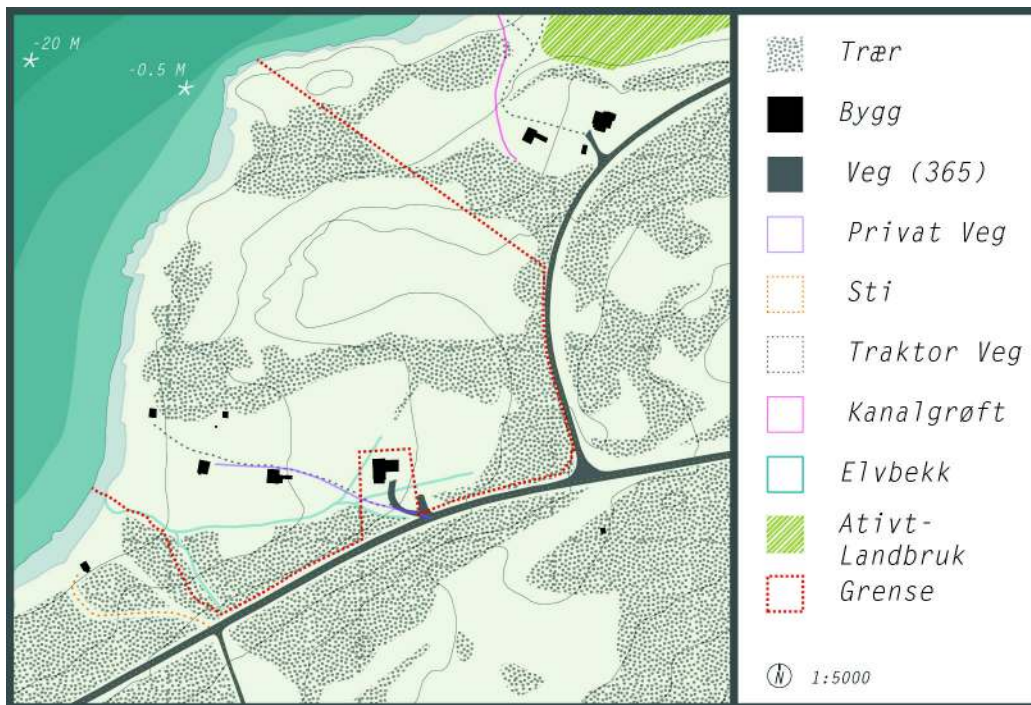 -20 M
-0.5 M
Trær
Bygg
Veg (365)
Privat Veg
Sti
Traktor Veg
Kanalgrøft
Elvbekk
Ativt-
Landbruk
Grense
N
1:5000